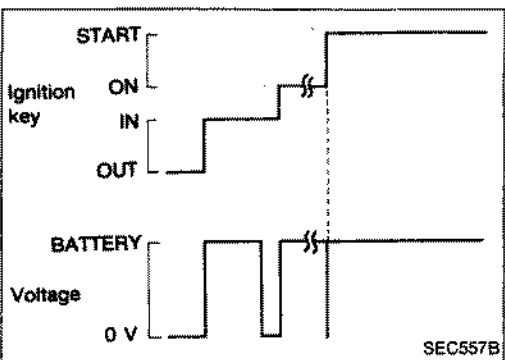 START
ON
Ignition
key
IN
OUT
BATTERY
Voltage
0 V
SEC557B